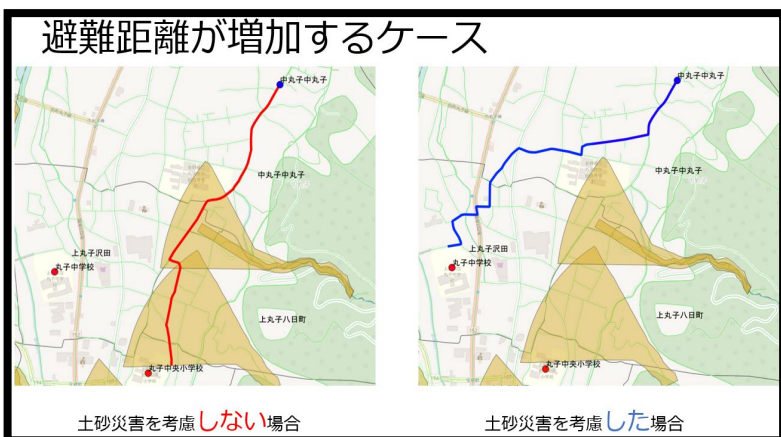 避難距離が増加するケース
中丸子中丸子
中丸子中丸子
上丸子沢田
丸子中学校
上丸子八日町
丸子中央小学校
土砂災害を考慮しない場合
中丸子中丸子
中丸子中丸子
上丸子沢田
丸子中学校
上丸子八日町
丸子中央小学校
土砂災害を考慮した場合